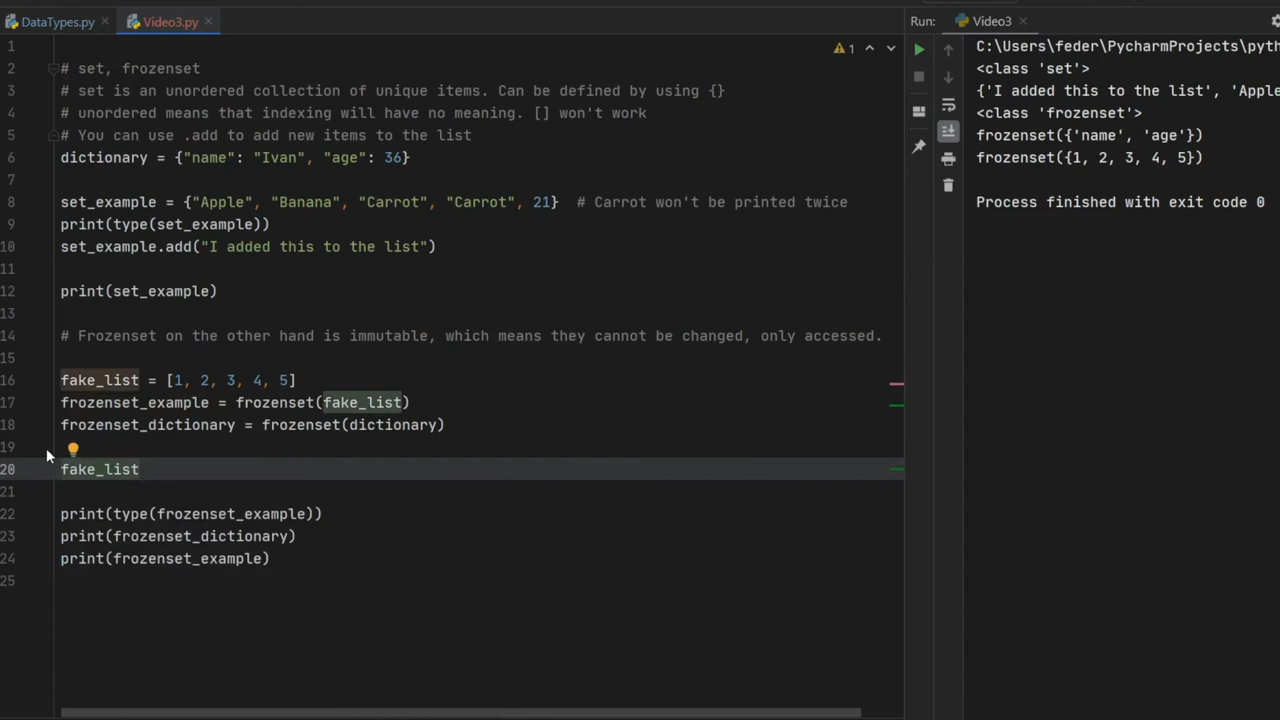 DataTypes.py Video3.py Run: Video3
1
2 # set, frozenset
3 # set is an unordered collection of unique items. Can be defined by using {}
4 # unordered means that indexing will have no meaning. [] won't work
5 # You can use .add to add new items to the list
6 dictionary = {"name": "Ivan", "age": 36}
7
8 set_example = {"Apple", "Banana", "Carrot", "Carrot", 21} # Carrot won't be printed twice
9 print(type(set_example))
10 set_example.add("I added this to the list")
11
12 print(set_example)
13
14 # Frozenset on the other hand is immutable, which means they cannot be changed, only accessed.
15
16 fake_list = [1, 2, 3, 4, 5]
17 frozenset_example = frozenset(fake_list)
18 frozenset_dictionary = frozenset(dictionary)
19
20 fake_list
21
22 print(type(frozenset_example))
23 print(frozenset_dictionary)
24 print(frozenset_example)
25
1
C:\Users\feder\PycharmProjects\pyth
<class 'set'>
{'I added this to the list', 'Apple
<class 'frozenset'>
frozenset({'name', 'age'})
frozenset({1, 2, 3, 4, 5})
Process finished with exit code 0